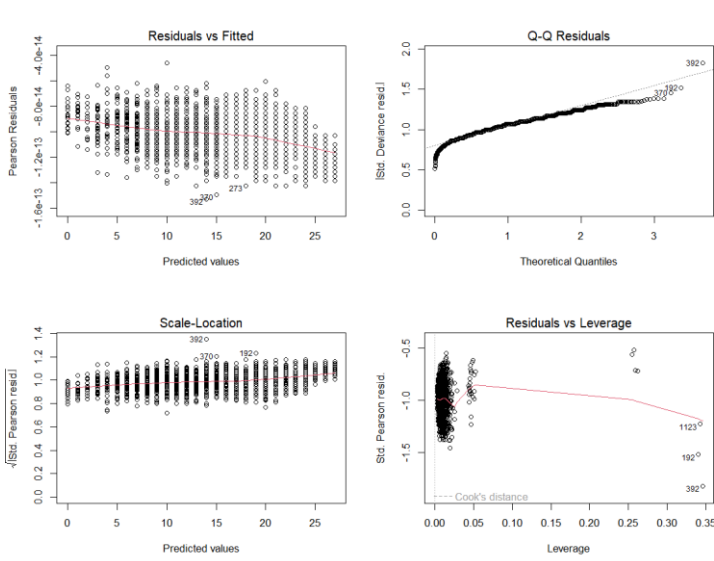 Residuals vs Fitted
Pearson Residuals
-4.0e-14
-8.0e-14
-1.2e-13
-1.6e-13
273
370
392
0 5 10 15 20 25
Predicted values
Q-Q Residuals
|Std. Deviance resid.|
2.0
1.5
1.0
0.5
0.0
392
192
370
0 1 2 3
Theoretical Quantiles
Scale-Location
√|Std. Pearson resid.|
1.4
1.2
1.0
0.8
0.6
0.4
0.2
0.0
392
370
192
0 5 10 15 20 25
Predicted values
Residuals vs Leverage
Std. Pearson resid.
-0.5
-1.0
-1.5
1123
192
392
Cook's distance
0.00 0.05 0.10 0.15 0.20 0.25 0.30 0.35
Leverage